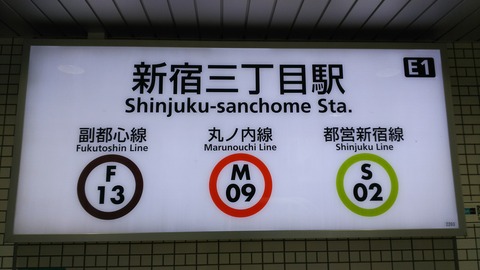 E1
新宿三丁目駅
Shinjuku-sanchome Sta.
副都心線
Fukutoshin Line
F
13
丸ノ内線
Marunouchi Line
M
09
都営新宿線
Shinjuku Line
S
02